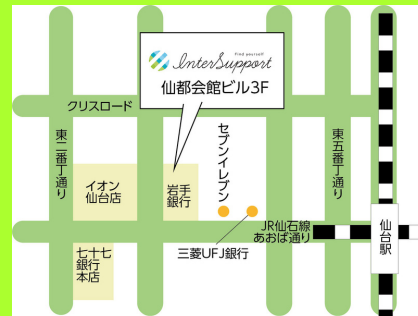 find yourself
InterSupport
仙都会館ビル3F
クリスロード
東二番丁通り
イオン
仙台店
岩手
銀行
セブンイレブン
東五番丁通り
七十七
銀行
本店
三菱UFJ銀行
JR仙石線
あおば通り
仙台駅